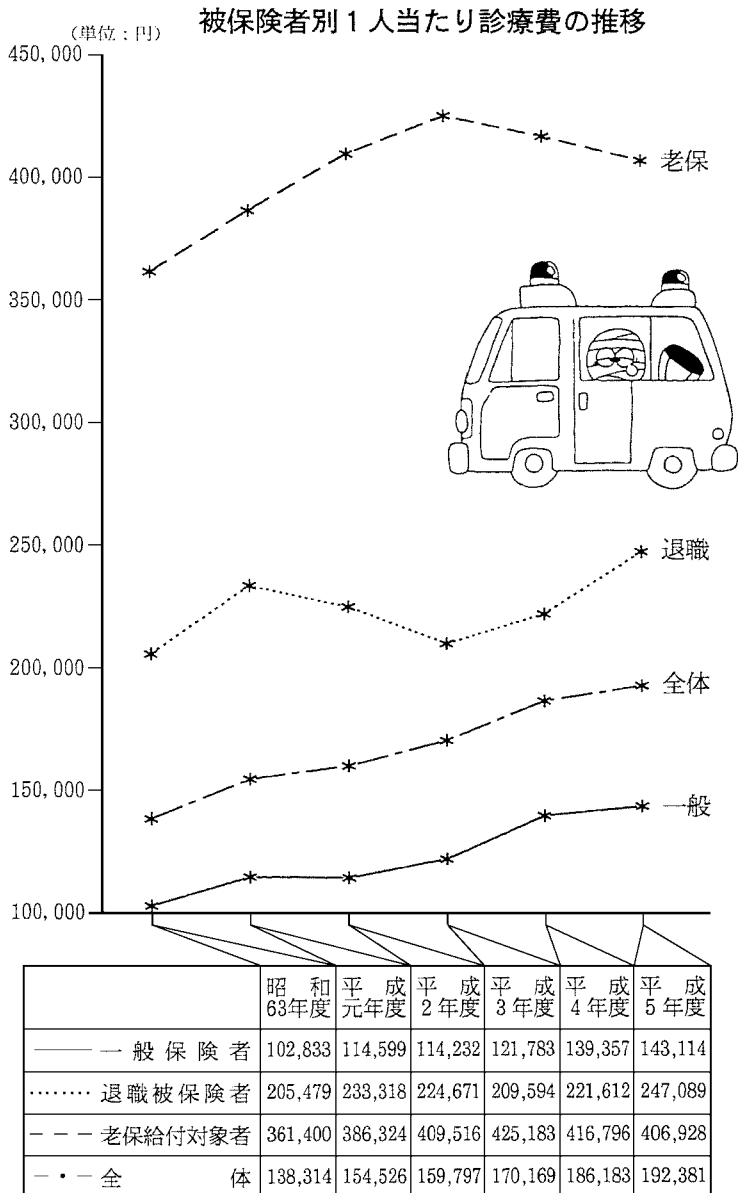 被保険者別1人当たり診療費の推移
(単位:円)
450,000
400,000
350,000
300,000
250,000
200,000
150,000
100,000
老保
退職
全体
一般
昭和63年度 平成元年度 平成2年度 平成3年度 平成4年度 平成5年度
一般保険者 102,833 114,599 114,232 121,783 139,357 143,114
退職被保険者 205,479 233,318 224,671 209,594 221,612 247,089
老保給付対象者 361,400 386,324 409,516 425,183 416,796 406,928
全体 138,314 154,526 159,797 170,169 186,183 192,381